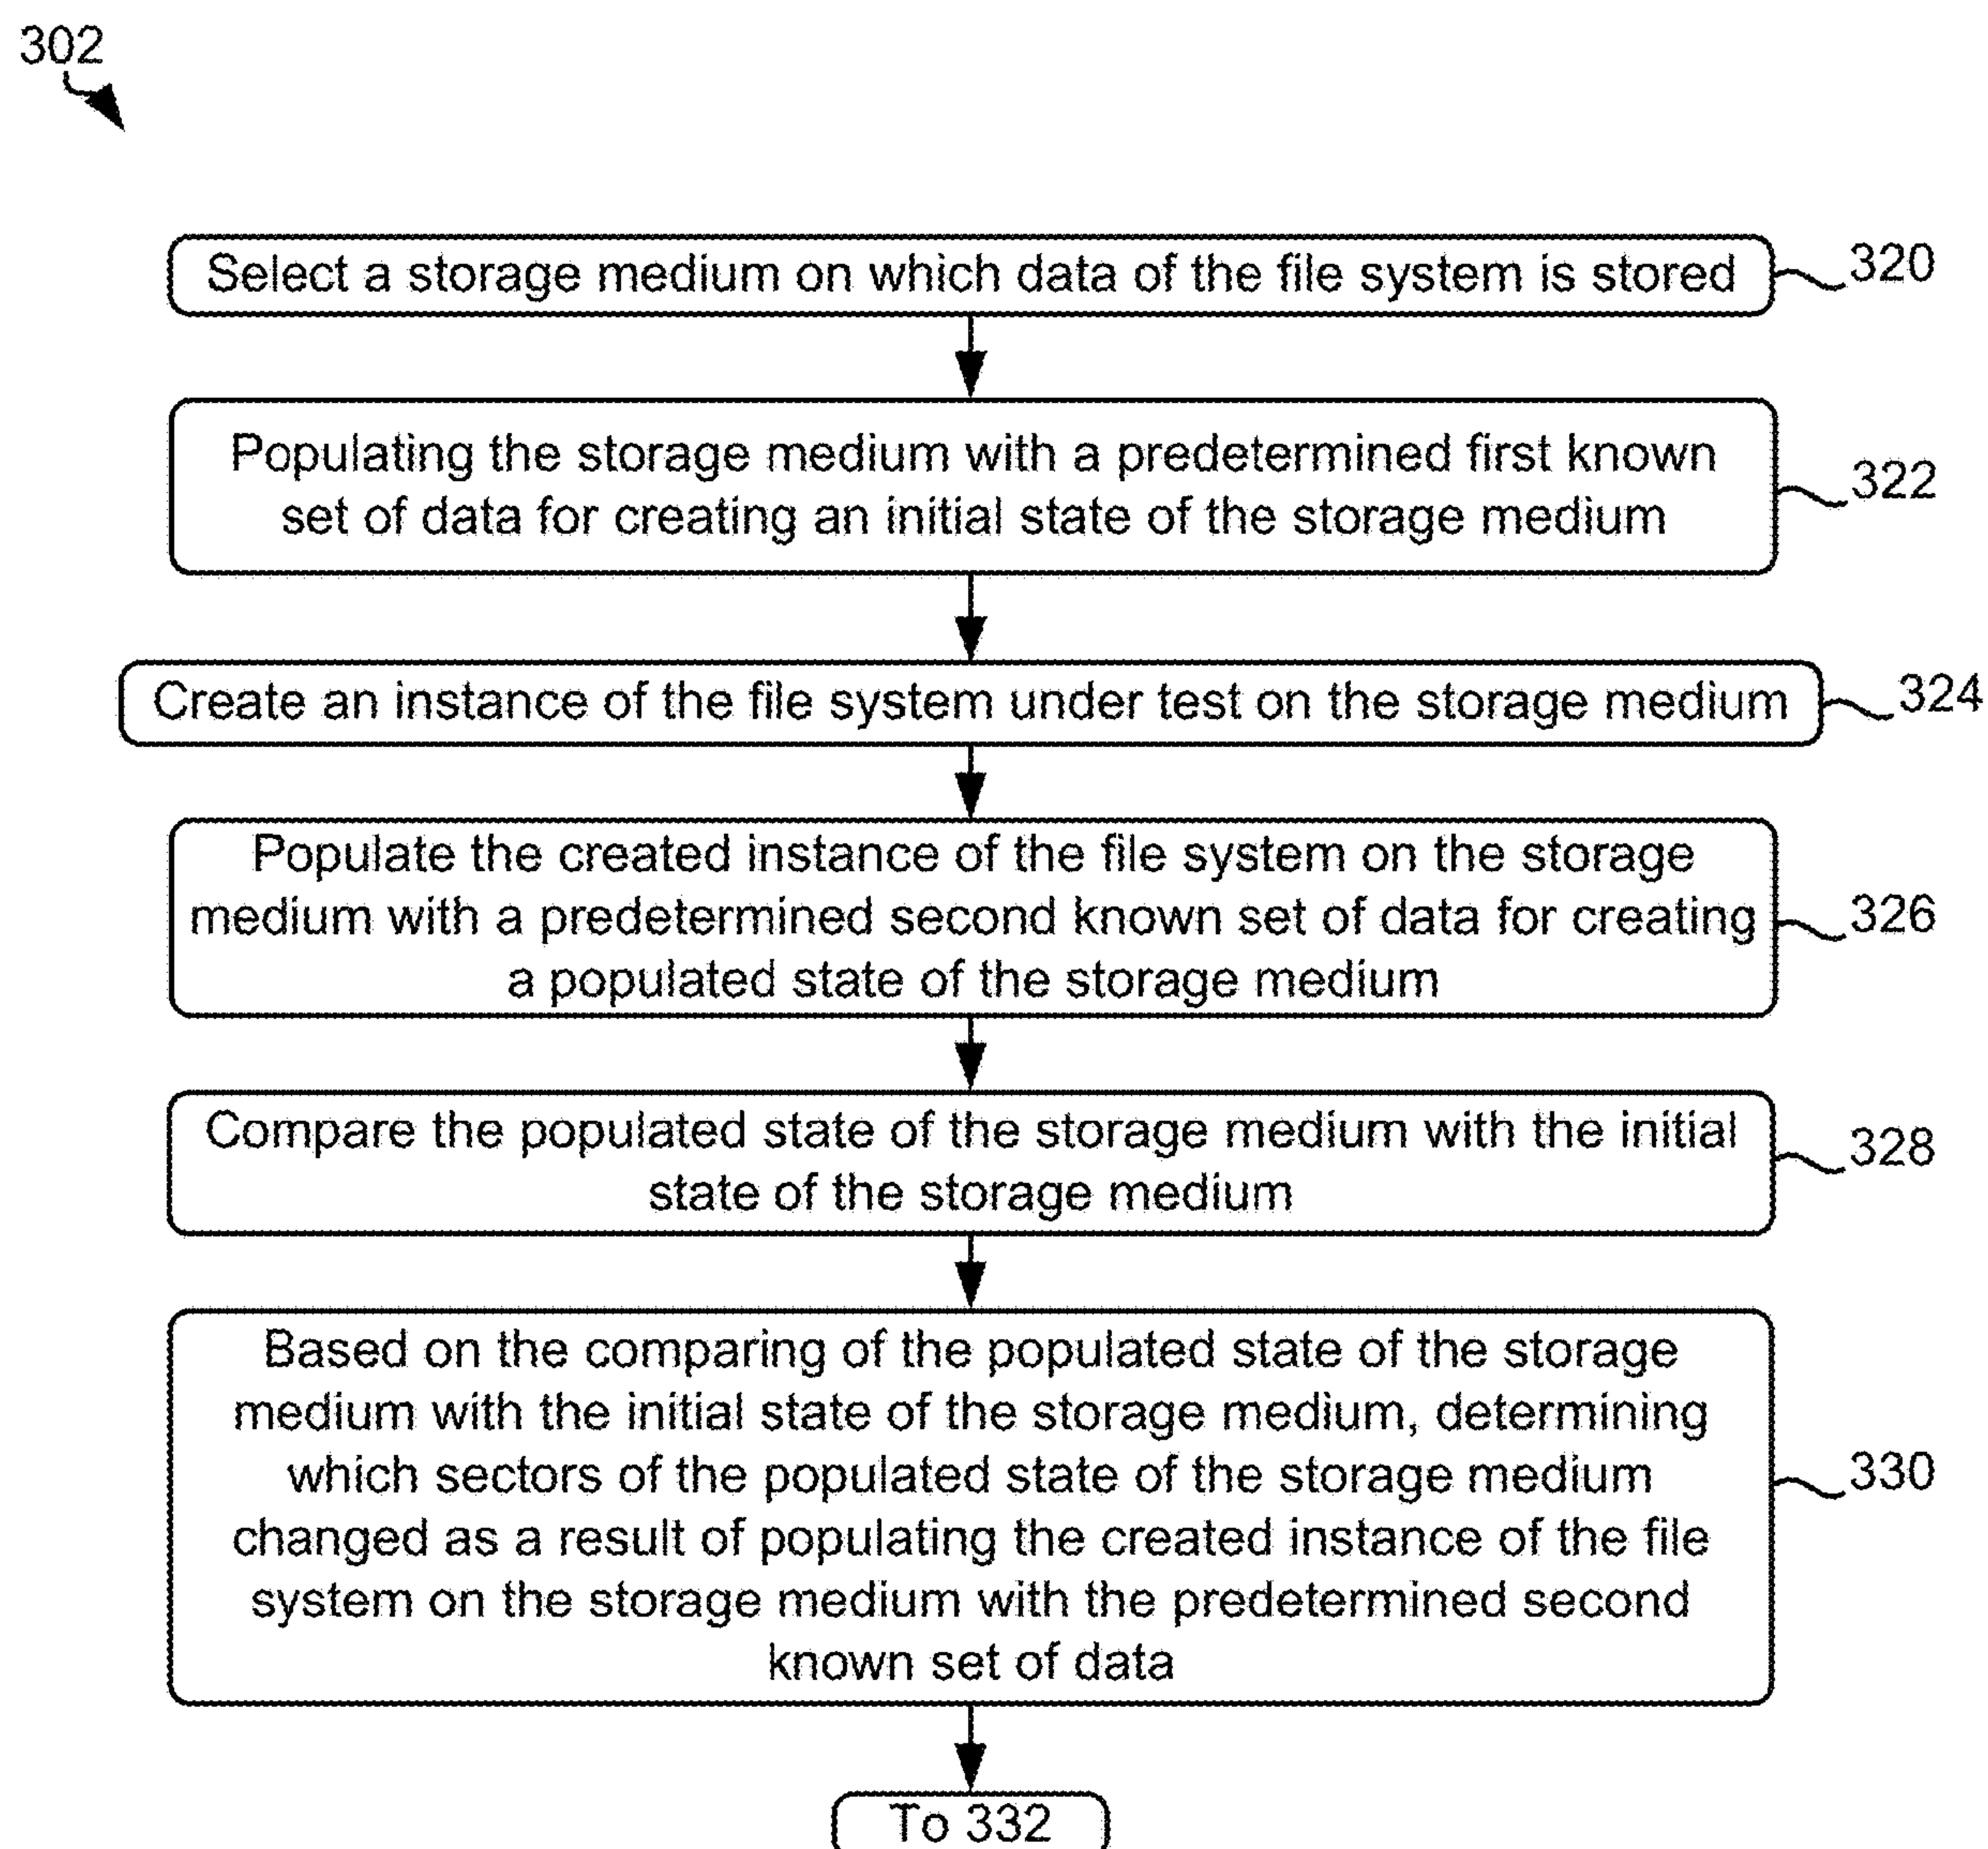 302
Select a storage medium on which data of the file system is stored
320
Populating the storage medium with a predetermined first known
set of data for creating an initial state of the storage medium
322
Create an instance of the file system under test on the storage medium
324
Populate the created instance of the file system on the storage
medium with a predetermined second known set of data for creating
a populated state of the storage medium
326
Compare the populated state of the storage medium with the initial
state of the storage medium
328
Based on the comparing of the populated state of the storage
medium with the initial state of the storage medium, determining
which sectors of the populated state of the storage medium
changed as a result of populating the created instance of the file
system on the storage medium with the predetermined second
known set of data
330
To 332